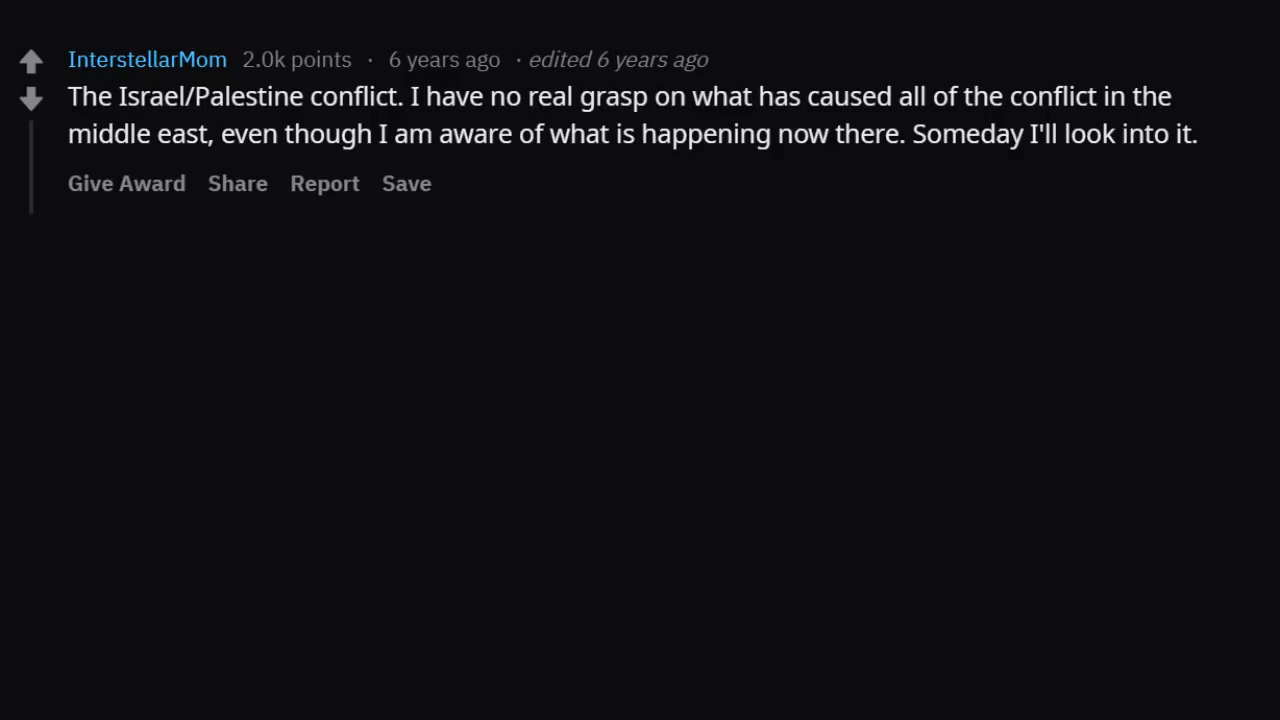 InterstellarMom 2.0k points · 6 years ago · edited 6 years ago
The Israel/Palestine conflict. I have no real grasp on what has caused all of the conflict in the
middle east, even though I am aware of what is happening now there. Someday I'll look into it.
Give Award Share Report Save